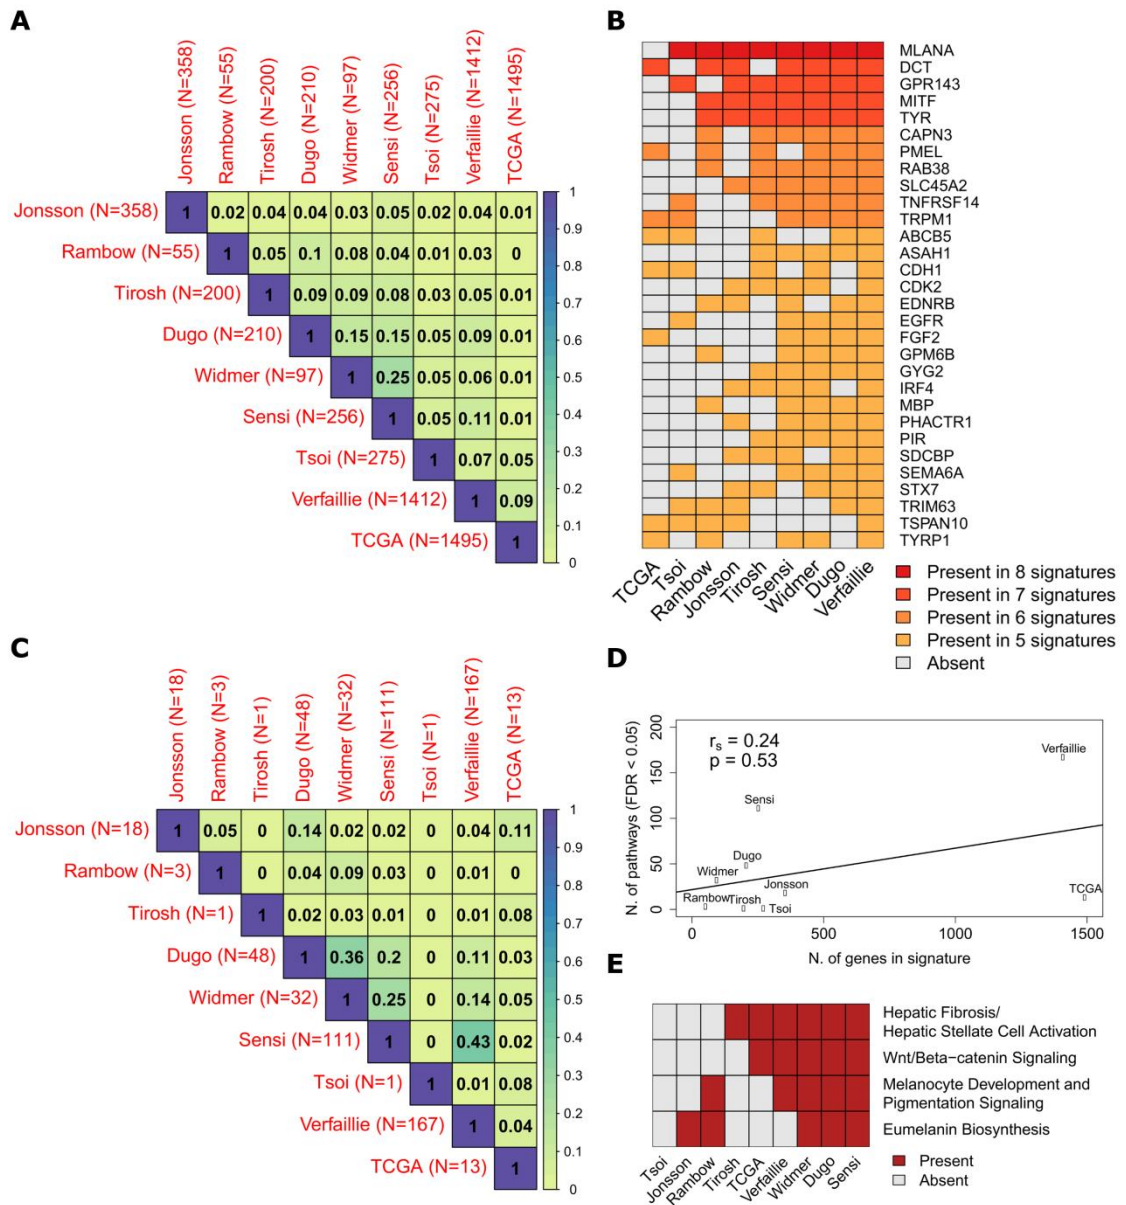 A
Jonsson (N=358)
Rambow (N=55)
Tirosh (N=200)
Dugo (N=210)
Widmer (N=97)
Sensi (N=256)
Tsoi (N=275)
Verfaillie (N=1412)
TCGA (N=1495)
Jonsson (N=358) 1 0.02 0.04 0.04 0.03 0.05 0.02 0.04 0.01
Rambow (N=55) 1 0.05 0.1 0.08 0.04 0.01 0.03 0
Tirosh (N=200) 1 0.09 0.09 0.08 0.03 0.05 0.01
Dugo (N=210) 1 0.15 0.15 0.05 0.09 0.01
Widmer (N=97) 1 0.25 0.05 0.06 0.01
Sensi (N=256) 1 0.05 0.11 0.01
Tsoi (N=275) 1 0.07 0.05
Verfaillie (N=1412) 1 0.09
TCGA (N=1495) 1
1
0.9
0.8
0.7
0.6
0.5
0.4
0.3
0.2
0.1
0
B
MLANA
DCT
GPR143
MITF
TYR
CAPN3
PMEL
RAB38
SLC45A2
TNFRSF14
TRPM1
ABCB5
ASAH1
CDH1
CDK2
EDNRB
EGFR
FGF2
GPM6B
GYG2
IRF4
MBP
PHACTR1
PIR
SDCBP
SEMA6A
STX7
TRIM63
TSPAN10
TYRP1
TCGA
Tsoi
Rambow
Jonsson
Tirosh
Sensi
Widmer
Dugo
Verfaillie
Present in 8 signatures
Present in 7 signatures
Present in 6 signatures
Present in 5 signatures
Absent
C
Jonsson (N=18)
Rambow (N=3)
Tirosh (N=1)
Dugo (N=48)
Widmer (N=32)
Sensi (N=111)
Tsoi (N=1)
Verfaillie (N=167)
TCGA (N=13)
Jonsson (N=18) 1 0.05 0 0.14 0.02 0.02 0 0.04 0.11
Rambow (N=3) 1 0 0.04 0.09 0.03 0 0.01 0
Tirosh (N=1) 1 0.02 0.03 0.01 0 0.01 0.08
Dugo (N=48) 1 0.36 0.2 0 0.11 0.03
Widmer (N=32) 1 0.25 0 0.14 0.05
Sensi (N=111) 1 0 0.43 0.02
Tsoi (N=1) 1 0.01 0.08
Verfaillie (N=167) 1 0.04
TCGA (N=13) 1
1
0.9
0.8
0.7
0.6
0.5
0.4
0.3
0.2
0.1
0
D
N. of pathways (FDR < 0.05)
200
150
100
50
0
rs = 0.24
p = 0.53
Verfaillie
Sensi
Dugo
Widmer
Jonsson
Rambow
Tirosh
Tsoi
TCGA
0 500 1000 1500
N. of genes in signature
E
Hepatic Fibrosis/
Hepatic Stellate Cell Activation
Wnt/Beta−catenin Signaling
Melanocyte Development and
Pigmentation Signaling
Eumelanin Biosynthesis
Tsoi
Jonsson
Rambow
Tirosh
TCGA
Verfaillie
Widmer
Dugo
Sensi
Present
Absent